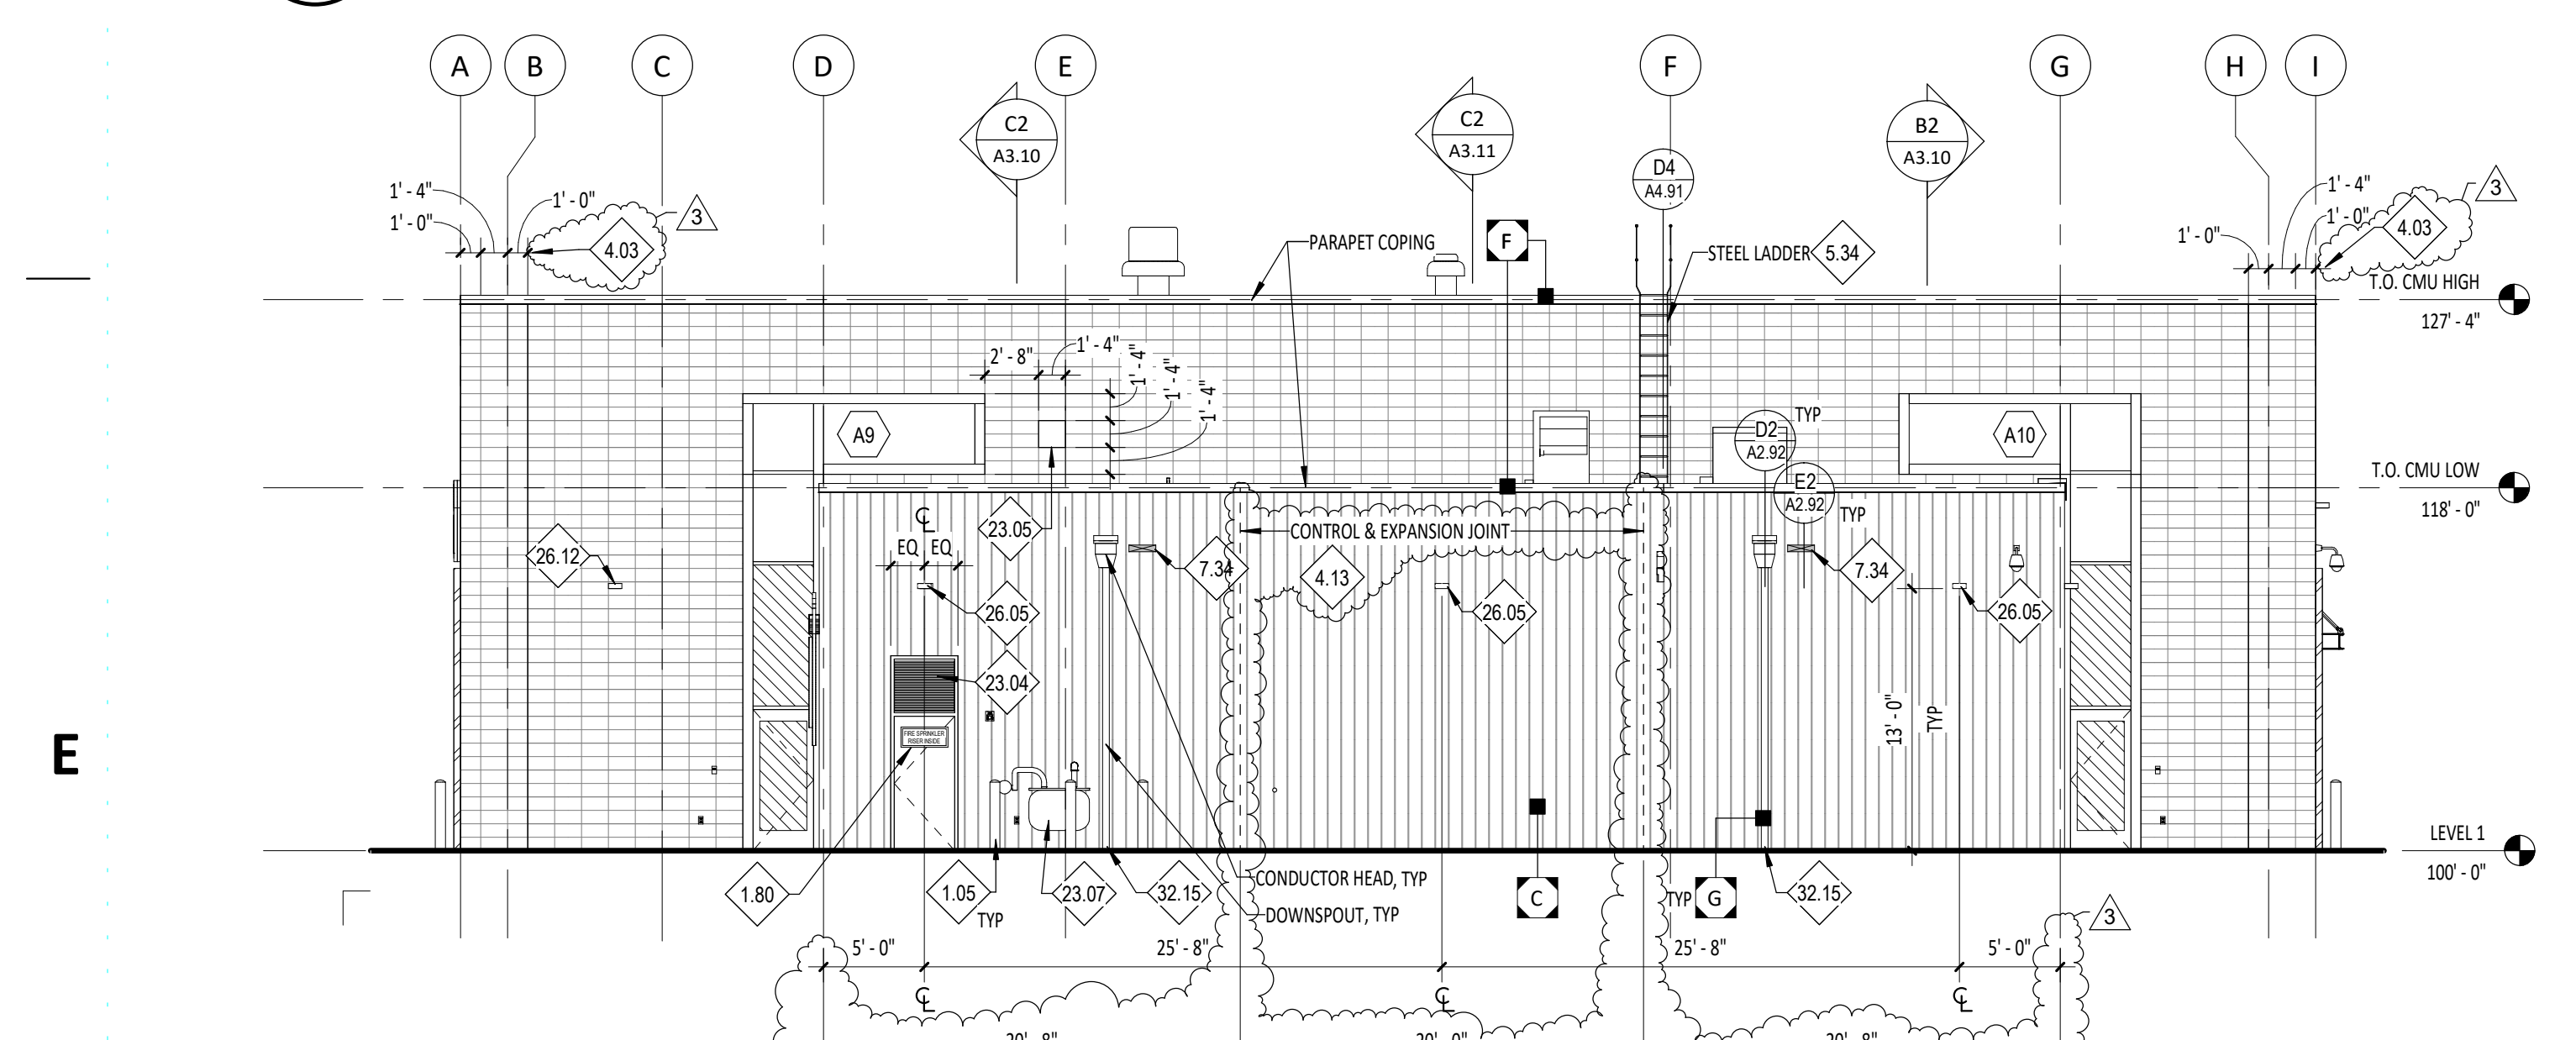 A B C D E F G H I
C2
A3.10
C2
A3.11
B2
A3.10
D4
A4.91
1' - 4"
1' - 0"
1' - 0"
4.03
3
PARAPET COPING
F
STEEL LADDER
5.34
1' - 4"
1' - 0"
1' - 0"
4.03
3
T.O. CMU HIGH
127' - 4"
2' - 8"
1' - 4"
1' - 4"
1' - 4"
1' - 4"
A9
D2
A2.92
TYP
A10
E2
A2.92
TYP
T.O. CMU LOW
118' - 0"
26.12
EQ EQ
23.05
7.34
CONTROL & EXPANSION JOINT
4.13
7.34
26.05
26.05
26.05
23.04
FIRE SPRINKLER
RISER INSIDE
13' - 0"
TYP
E
LEVEL 1
100' - 0"
1.80
1.05
TYP
23.07
32.15
CONDUCTOR HEAD, TYP
DOWNSPOUT, TYP
C
TYP
G
32.15
3
5' - 0"
25' - 8"
25' - 8"
5' - 0"
20' - 8"
20' - 0"
20' - 8"